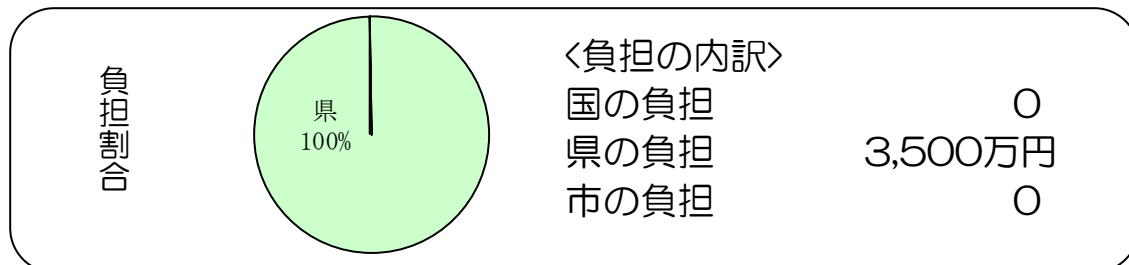 負担割合
県
100%
<負担の内訳>
国の負担 0
県の負担 3,500万円
市の負担 0